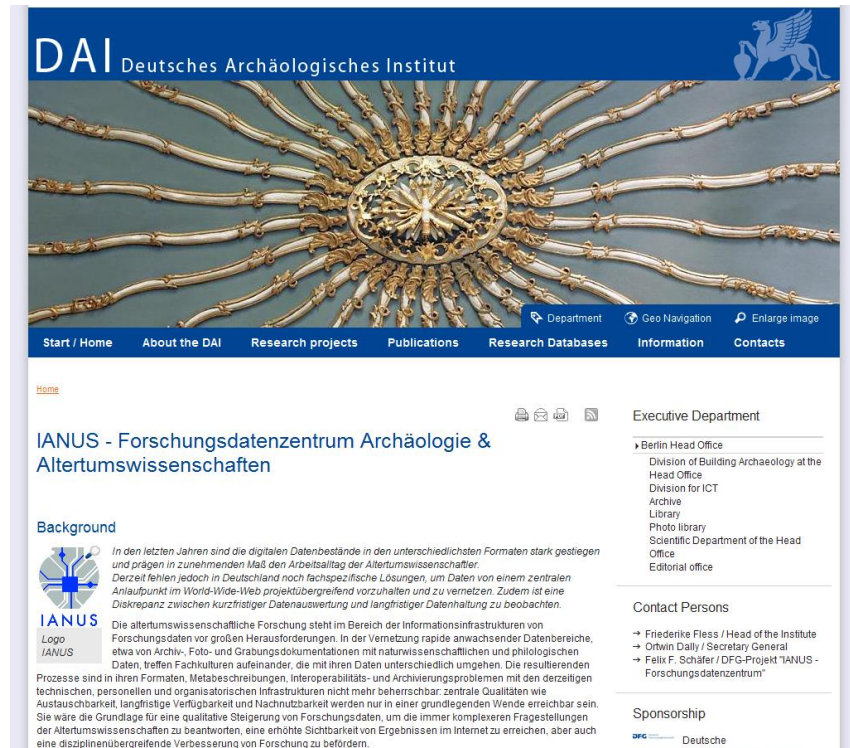 DAI Deutsches Archäologisches Institut
Department Geo Navigation Enlarge image
Start / Home About the DAI Research projects Publications Research Databases Information Contacts
Home
IANUS - Forschungsdatenzentrum Archäologie &
Altertumswissenschaften
Background
In den letzten Jahren sind die digitalen Datenbestände in den unterschiedlichsten Formaten stark gestiegen
und prägen in zunehmenden Maß den Arbeitsalltag der Altertumswissenschaftler.
Derzeit fehlen jedoch in Deutschland noch fachspezifische Lösungen, um Daten von einem zentralen
Anlaufpunkt im World-Wide-Web projektübergreifend vorzuhalten und zu vernetzen. Zudem ist eine
Diskrepanz zwischen kurzfristiger Datenauswertung und langfristiger Datenhaltung zu beobachten.
IANUS
Logo
IANUS
Die altertumswissenschaftliche Forschung steht im Bereich der Informationsinfrastrukturen von
Forschungsdaten vor großen Herausforderungen. In der Vernetzung rapide anwachsender Datenbereiche,
etwa von Archiv-, Foto- und Grabungsdokumentationen mit naturwissenschaftlichen und philologischen
Daten, treffen Fachkulturen aufeinander, die mit ihren Daten unterschiedlich umgehen. Die resultierenden
Prozesse sind in ihren Formaten, Metabeschreibungen, Interoperabilitäts- und Archivierungsproblemen mit den derzeitigen
technischen, personellen und organisatorischen Infrastrukturen nicht mehr beherrschbar: zentrale Qualitäten wie
Austauschbarkeit, langfristige Verfügbarkeit und Nachnutzbarkeit werden nur in einer grundlegenden Wende erreichbar sein.
Sie wäre die Grundlage für eine qualitative Steigerung von Forschungsdaten, um die immer komplexeren Fragestellungen
der Altertumswissenschaften zu beantworten, eine erhöhte Sichtbarkeit von Ergebnissen im Internet zu erreichen, aber auch
eine disziplinenübergreifende Verbesserung von Forschung zu befördern.
Executive Department
Berlin Head Office
Division of Building Archaeology at the
Head Office
Division for ICT
Archive
Library
Photo library
Scientific Department of the Head
Office
Editorial office
Contact Persons
→ Friederike Fless / Head of the Institute
→ Ortwin Dally / Secretary General
→ Felix F. Schäfer / DFG-Projekt "IANUS -
Forschungsdatenzentrum"
Sponsorship
DFG Deutsche